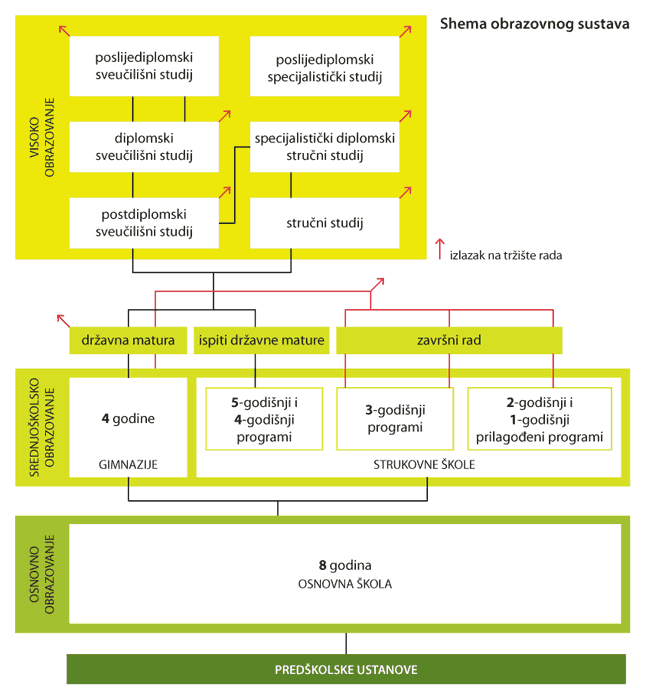 Shema obrazovnog sustava
VISOKO
OBRAZOVANJE
poslijediplomski
sveučilišni studij
poslijediplomski
specijalistički studij
diplomski
sveučilišni studij
specijalistički diplomski
stručni studij
postdiplomski
sveučilišni studij
stručni studij
izlazak na tržište rada
državna matura
ispiti državne mature
završni rad
SREDNJOŠKOLSKO
OBRAZOVANJE
4 godine
GIMNAZIJE
5-godišnji i
4-godišnji
programi
3-godišnji
programi
2-godišnji i
1-godišnji
prilagođeni programi
STRUKOVNE ŠKOLE
OSNOVNO
OBRAZOVANJE
8 godina
OSNOVNA ŠKOLA
PREDŠKOLSKE USTANOVE